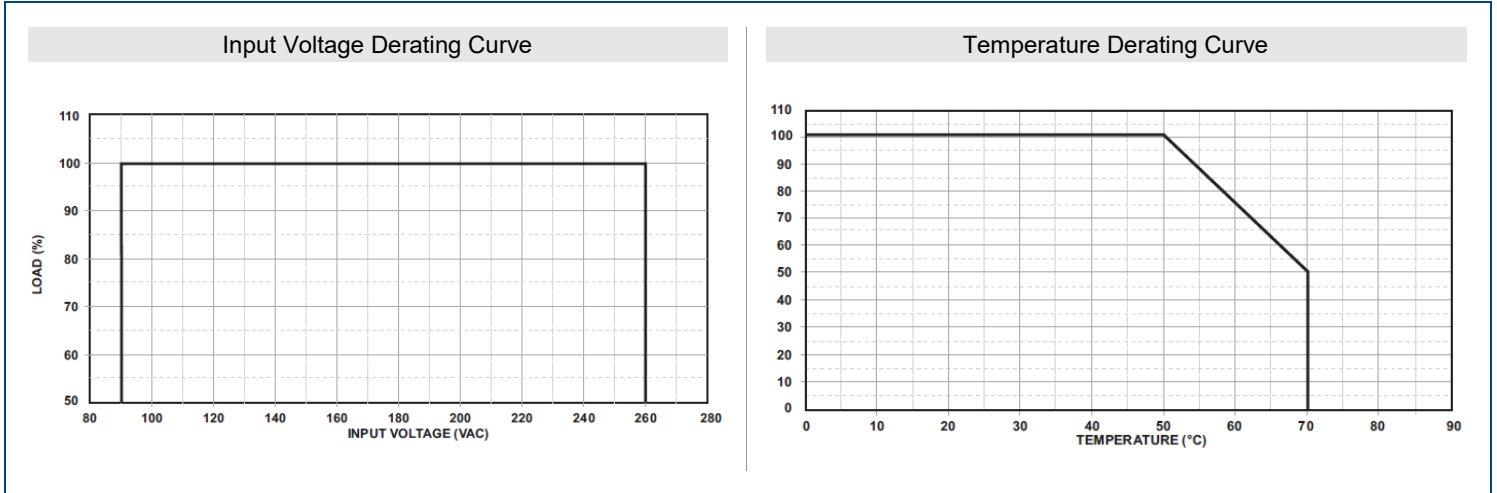 Input Voltage Derating Curve
110
100
90
80
70
60
50
LOAD (%)
80 100 120 140 160 180 200 220 240 260 280
INPUT VOLTAGE (VAC)
Temperature Derating Curve
110
100
90
80
70
60
50
40
30
20
10
0
0 10 20 30 40 50 60 70 80 90
TEMPERATURE (°C)